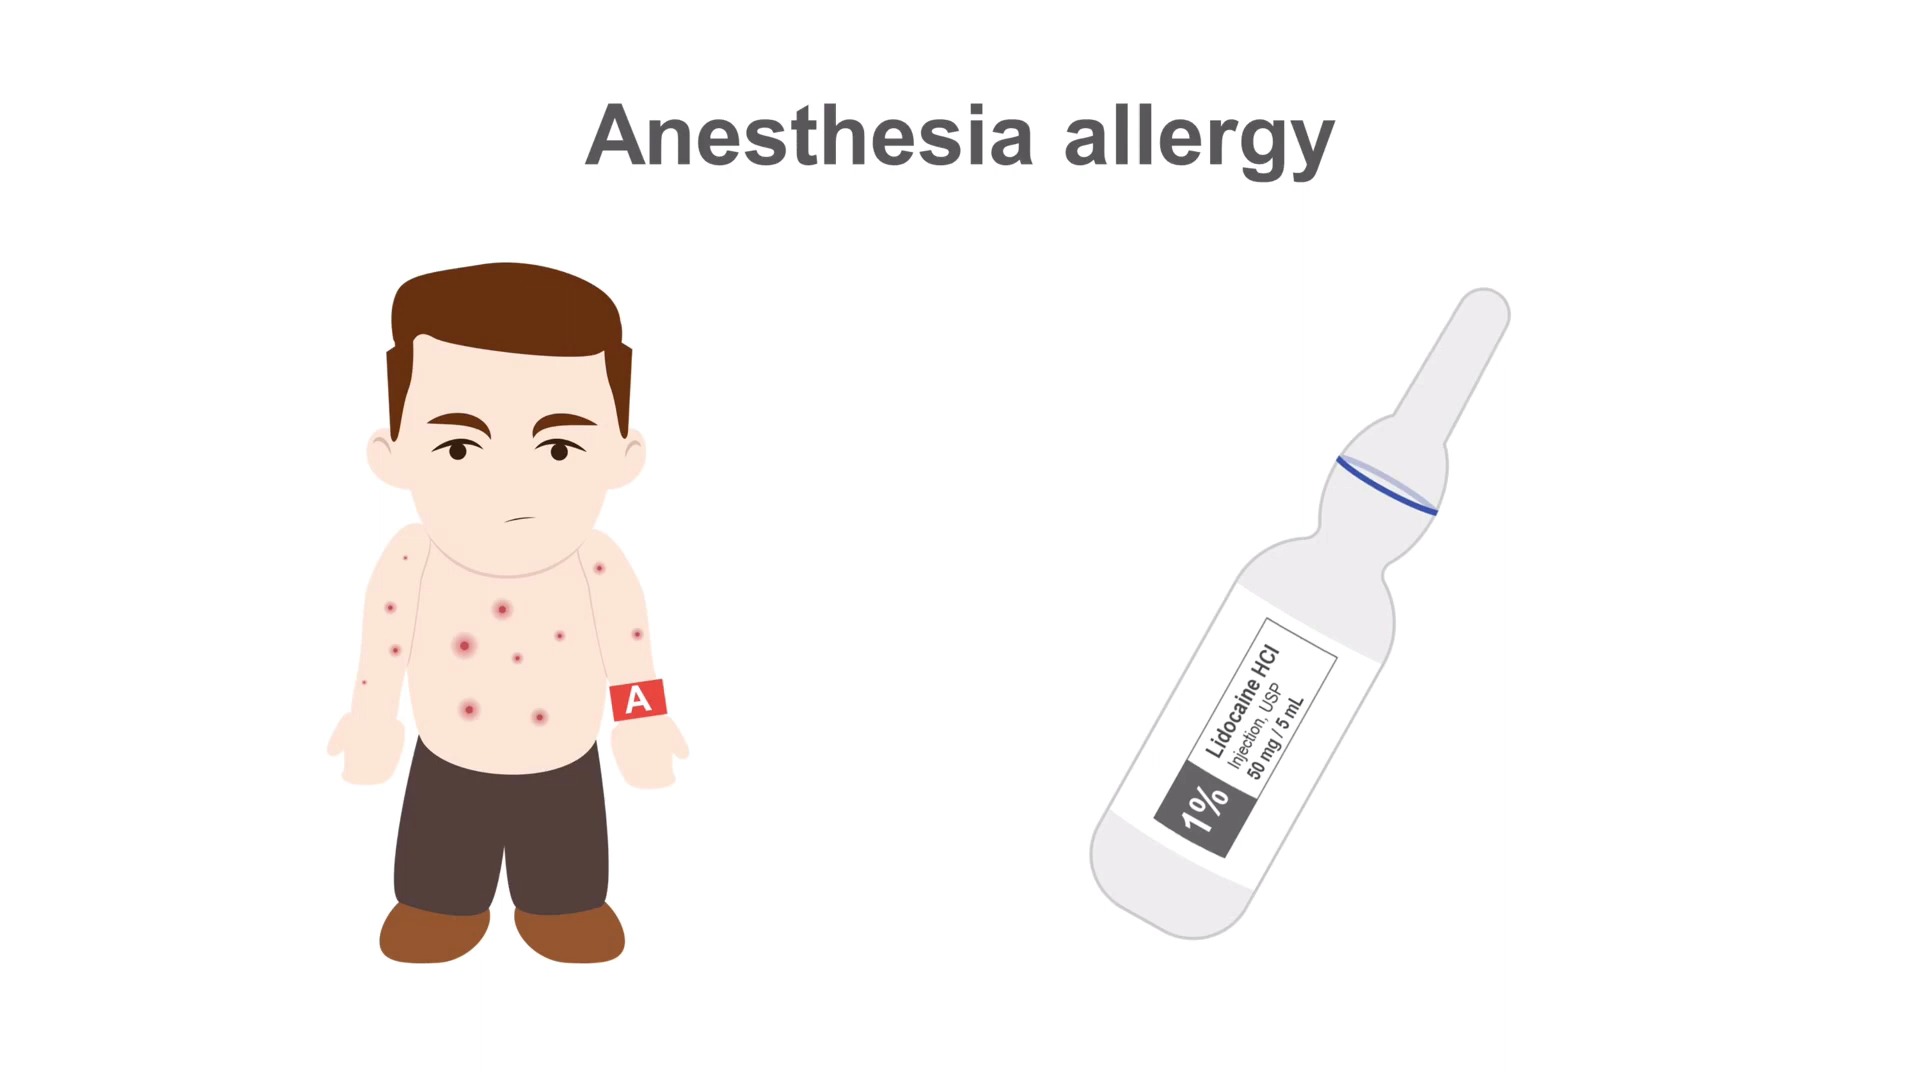 Anesthesia allergy
A
1%
Lidocaine HCl
Injection, USP
50 mg / 5 mL